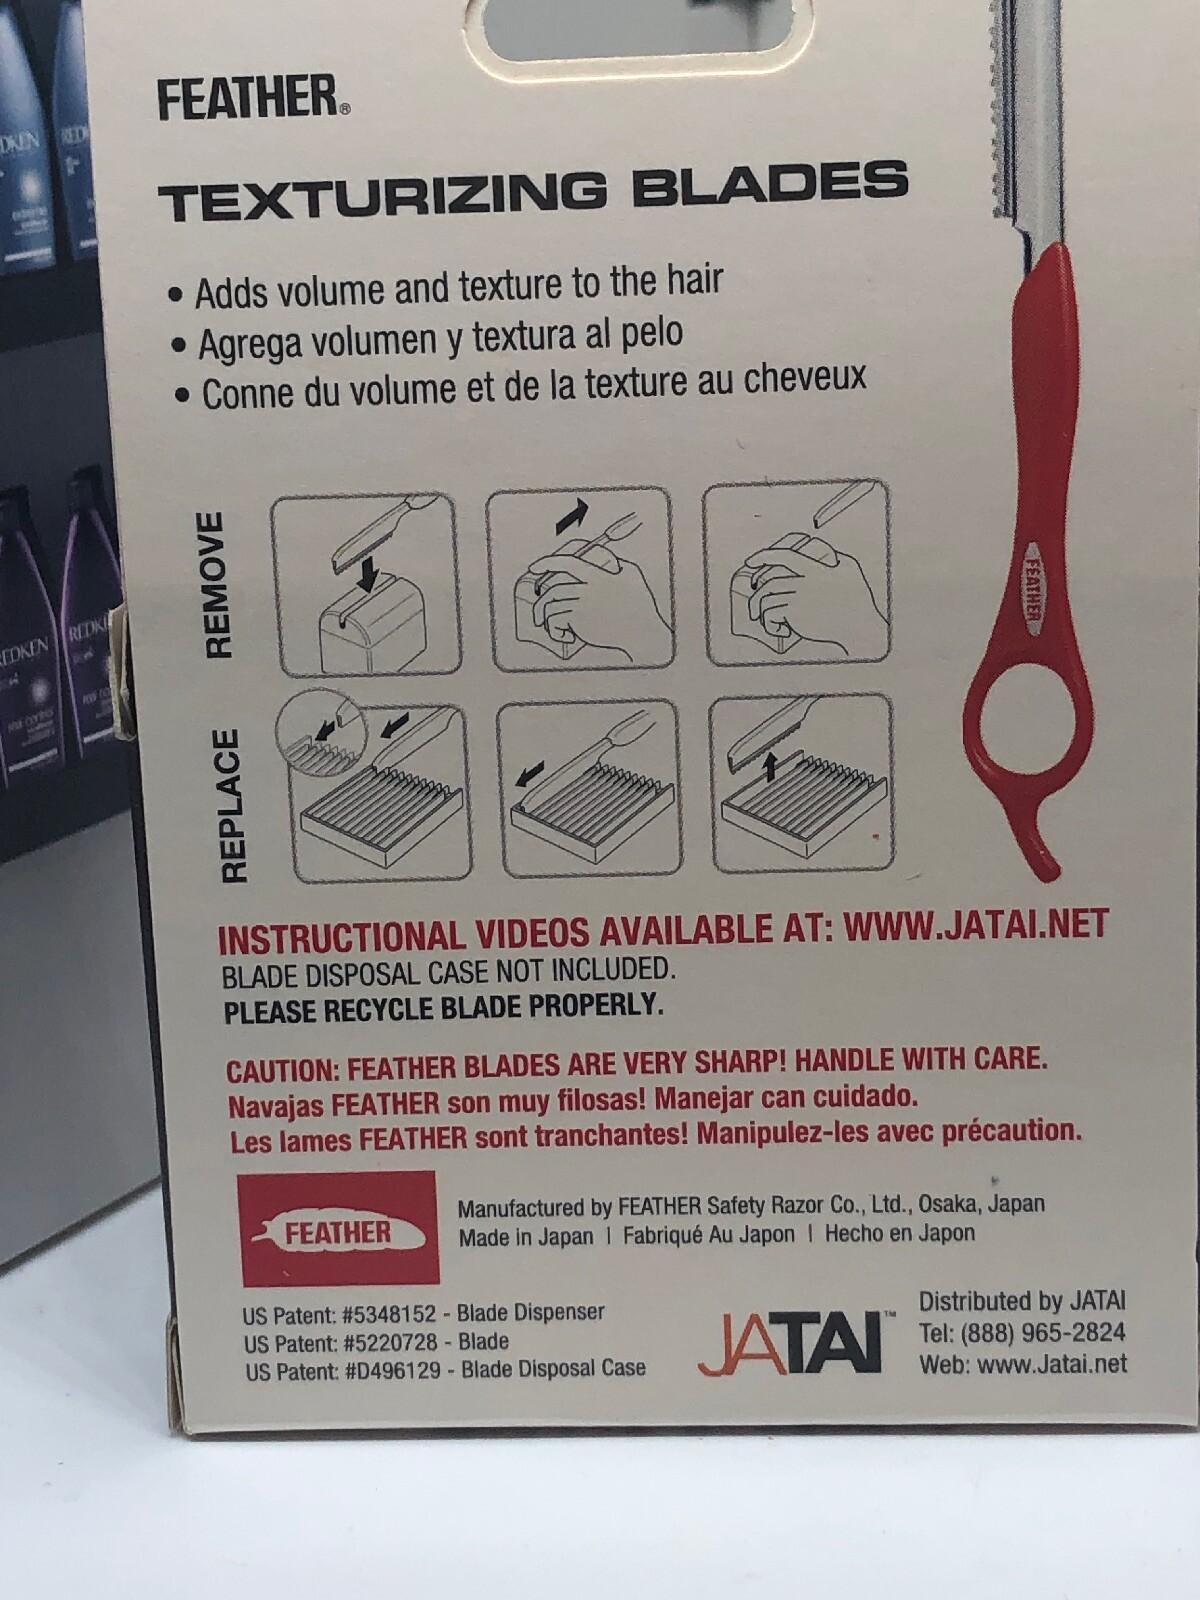 FEATHER®
TEXTURIZING BLADES
• Adds volume and texture to the hair
• Agrega volumen y textura al pelo
• Conne du volume et de la texture au cheveux
REMOVE
REPLACE
FEATHER
INSTRUCTIONAL VIDEOS AVAILABLE AT: WWW.JATAI.NET
BLADE DISPOSAL CASE NOT INCLUDED.
PLEASE RECYCLE BLADE PROPERLY.
CAUTION: FEATHER BLADES ARE VERY SHARP! HANDLE WITH CARE.
Navajas FEATHER son muy filosas! Manejar can cuidado.
Les lames FEATHER sont tranchantes! Manipulez-les avec précaution.
FEATHER
Manufactured by FEATHER Safety Razor Co., Ltd., Osaka, Japan
Made in Japan | Fabriqué Au Japon | Hecho en Japon
US Patent: #5348152 - Blade Dispenser
US Patent: #5220728 - Blade
US Patent: #D496129 - Blade Disposal Case
JATAI™
Distributed by JATAI
Tel: (888) 965-2824
Web: www.Jatai.net
REDKEN